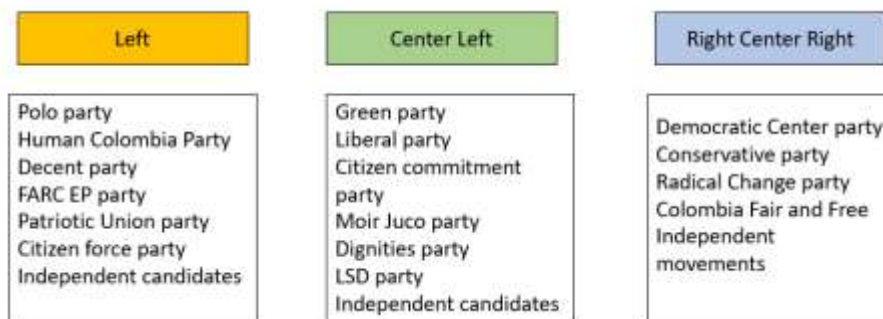 Left
Polo party
Human Colombia Party
Decent party
FARC EP party
Patriotic Union party
Citizen force party
Independent candidates
Center Left
Green party
Liberal party
Citizen commitment
party
Moir Juco party
Dignities party
LSD party
Independent candidates
Right Center Right
Democratic Center party
Conservative party
Radical Change party
Colombia Fair and Free
Independent
movements